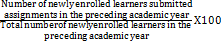 Number of newly enrolled learners submitted
assignments in the preceding academic year
X100
Total number of newly enrolled learners in the
preceding academic year